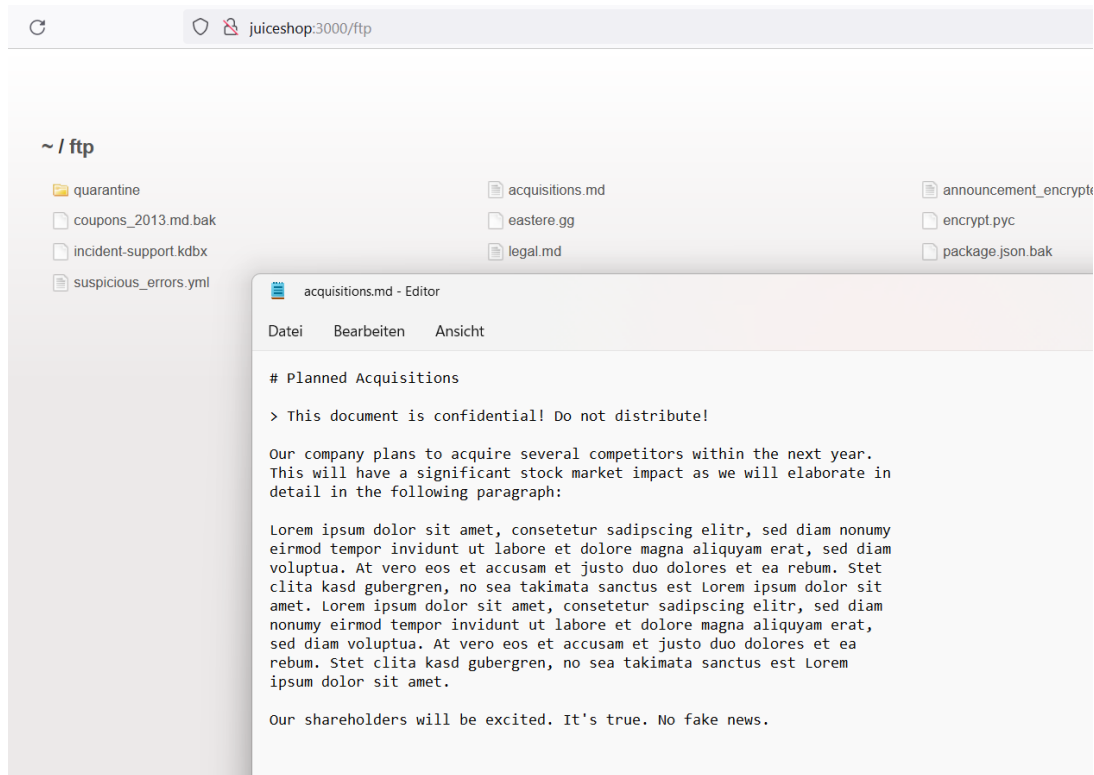 juiceshop:3000/ftp
~ / ftp
quarantine
acquisitions.md
announcement_encrypte
coupons_2013.md.bak
eastere.gg
encrypt.pyc
incident-support.kdbx
legal.md
package.json.bak
suspicious_errors.yml
acquisitions.md - Editor
Datei Bearbeiten Ansicht
# Planned Acquisitions
> This document is confidential! Do not distribute!
Our company plans to acquire several competitors within the next year.
This will have a significant stock market impact as we will elaborate in
detail in the following paragraph:
Lorem ipsum dolor sit amet, consetetur sadipscing elitr, sed diam nonumy
eirmod tempor invidunt ut labore et dolore magna aliquyam erat, sed diam
voluptua. At vero eos et accusam et justo duo dolores et ea rebum. Stet
clita kasd gubergren, no sea takimata sanctus est Lorem ipsum dolor sit
amet. Lorem ipsum dolor sit amet, consetetur sadipscing elitr, sed diam
nonumy eirmod tempor invidunt ut labore et dolore magna aliquyam erat,
sed diam voluptua. At vero eos et accusam et justo duo dolores et ea
rebum. Stet clita kasd gubergren, no sea takimata sanctus est Lorem
ipsum dolor sit amet.
Our shareholders will be excited. It's true. No fake news.